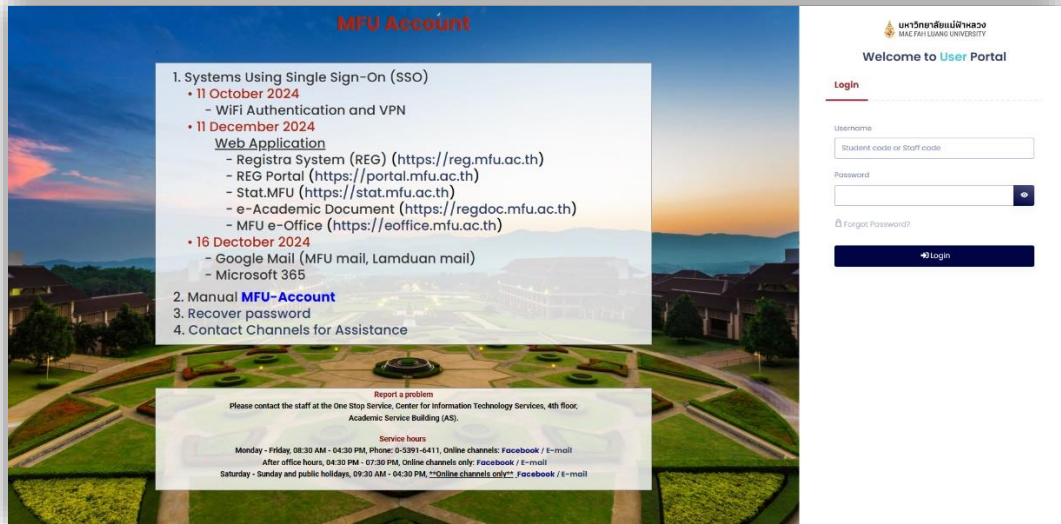 MFU Account
1. Systems Using Single Sign-On (SSO)
• 11 October 2024
- WiFi Authentication and VPN
• 11 December 2024
Web Application
- Registra System (REG) (https://reg.mfu.ac.th)
- REG Portal (https://portal.mfu.ac.th)
- Stat.MFU (https://stat.mfu.ac.th)
- e-Academic Document (https://regdoc.mfu.ac.th)
- MFU e-Office (https://eoffice.mfu.ac.th)
• 16 Dectober 2024
- Google Mail (MFU mail, Lamduan mail)
- Microsoft 365
2. Manual MFU-Account
3. Recover password
4. Contact Channels for Assistance
Report a problem
Please contact the staff at the One Stop Service, Center for Information Technology Services, 4th floor,
Academic Service Building (AS).
Service hours
Monday - Friday, 08:30 AM - 04:30 PM, Phone: 0-5391-6411, Online channels: Facebook / E-mail
After office hours, 04:30 PM - 07:30 PM, Online channels only: Facebook / E-mail
Saturday - Sunday and public holidays, 09:30 AM - 04:30 PM, **Online channels only** Facebook / E-mail
มหาวิทยาลัยแม่ฟ้าหลวง
MAE FAH LUANG UNIVERSITY
Welcome to User Portal
Login
Username
Student code or Staff code
Password
Forgot Password?
Login